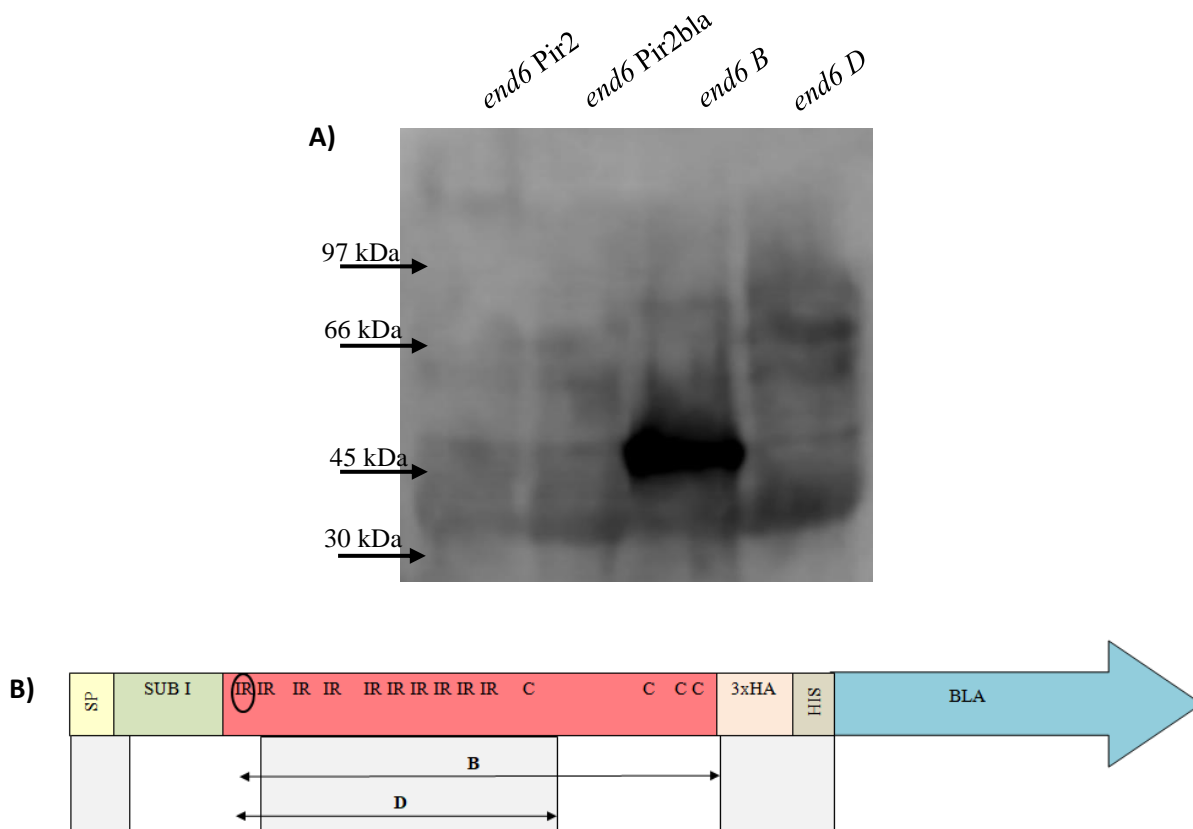 end6 Pir2
end6 Pir2bla
end6 B
end6 D
A)
97 kDa
66 kDa
45 kDa
30 kDa
B)
SP
SUB I
IR IR IR IR IR IR IR IR IR IR C C C C
3xHA
HIS
BLA
B
D